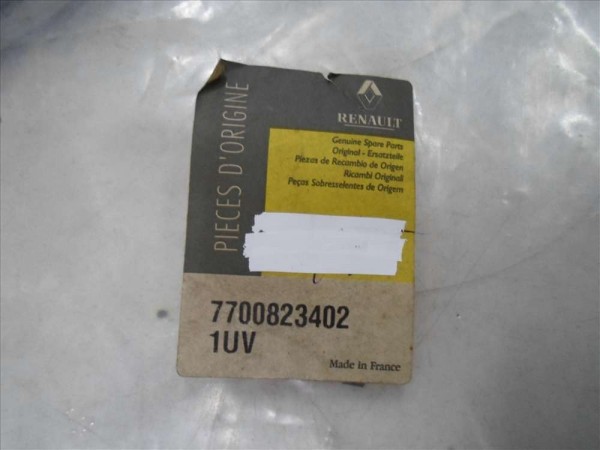 PIECES D'ORIGINE
RENAULT
Genuine Spare Parts
Original - Ersatzteile
Piezas de Recambio de Origen
Ricambi Originali
Peças Sobresselentes de Origem
7700823402
1UV
Made in France